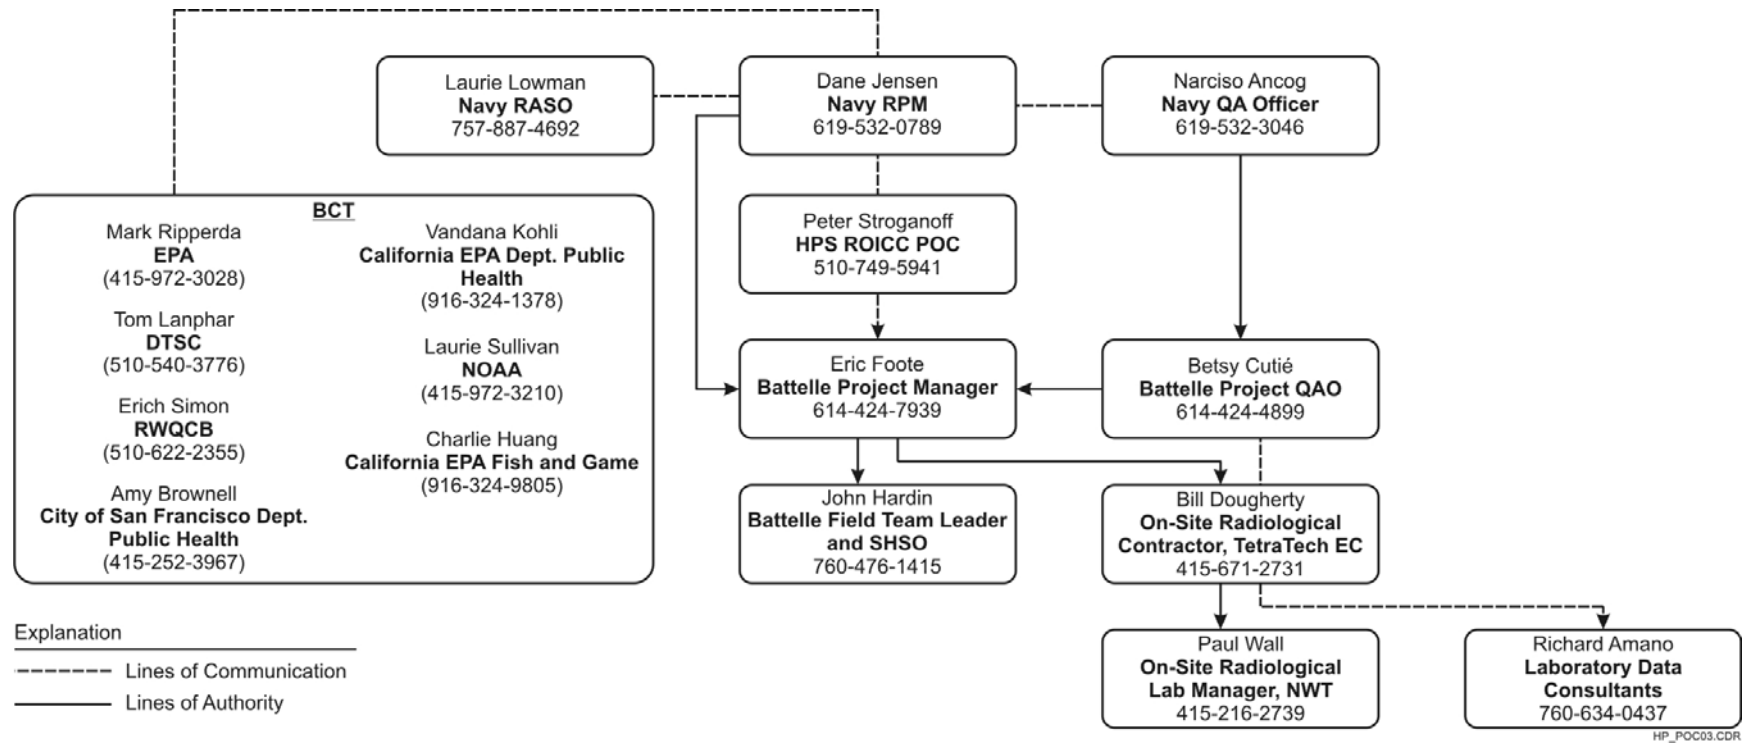 Laurie Lowman
Navy RASO
757-887-4692
Dane Jensen
Navy RPM
619-532-0789
Narciso Ancog
Navy QA Officer
619-532-3046
BCT
Mark Ripperda
EPA
(415-972-3028)
Tom Lanphar
DTSC
(510-540-3776)
Erich Simon
RWQCB
(510-622-2355)
Amy Brownell
City of San Francisco Dept.
Public Health
(415-252-3967)
Vandana Kohli
California EPA Dept. Public
Health
(916-324-1378)
Laurie Sullivan
NOAA
(415-972-3210)
Charlie Huang
California EPA Fish and Game
(916-324-9805)
Peter Stroganoff
HPS ROICC POC
510-749-5941
Eric Foote
Battelle Project Manager
614-424-7939
Betsy Cutié
Battelle Project QAO
614-424-4899
John Hardin
Battelle Field Team Leader
and SHSO
760-476-1415
Bill Dougherty
On-Site Radiological
Contractor, TetraTech EC
415-671-2731
Paul Wall
On-Site Radiological
Lab Manager, NWT
415-216-2739
Richard Amano
Laboratory Data
Consultants
760-634-0437
Explanation
Lines of Communication
Lines of Authority
HP_POC03.CDR